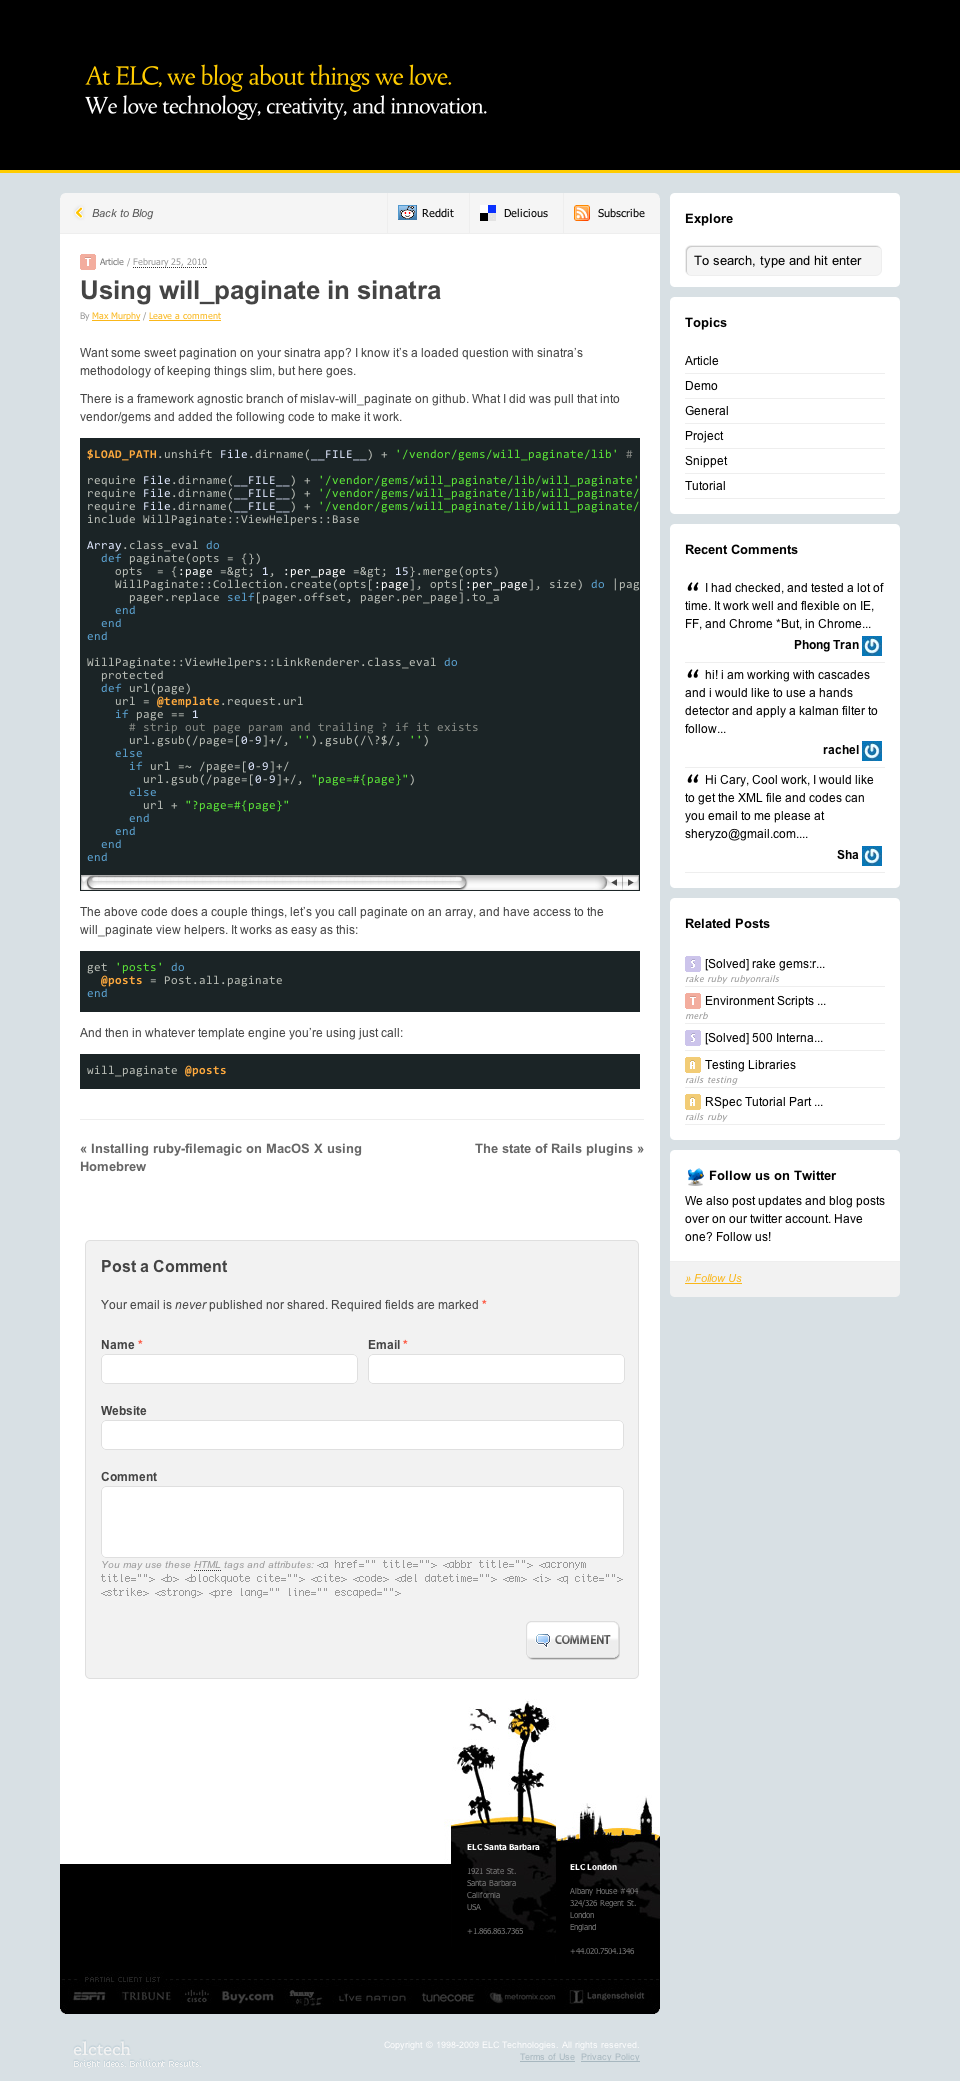 At ELC, we blog about things we love.
We love technology, creativity, and innovation.
Back to Blog
Reddit
Delicious
Subscribe
T Article / February 25, 2010
Using will_paginate in sinatra
By Max Murphy / Leave a comment
Want some sweet pagination on your sinatra app? I know it's a loaded question with sinatra's
methodology of keeping things slim, but here goes.
There is a framework agnostic branch of mislav-will_paginate on github. What I did was pull that into
vendor/gems and added the following code to make it work.
$LOAD_PATH.unshift File.dirname(__FILE__) + '/vendor/gems/will_paginate/lib' #
require File.dirname(__FILE__) + '/vendor/gems/will_paginate/lib/will_paginate'
require File.dirname(__FILE__) + '/vendor/gems/will_paginate/lib/will_paginate/
require File.dirname(__FILE__) + '/vendor/gems/will_paginate/lib/will_paginate/
include WillPaginate::ViewHelpers::Base
Array.class_eval do
  def paginate(opts = {})
    opts  = {:page =&gt; 1, :per_page =&gt; 15}.merge(opts)
    WillPaginate::Collection.create(opts[:page], opts[:per_page], size) do |pag
      pager.replace self[pager.offset, pager.per_page].to_a
    end
  end
end
WillPaginate::ViewHelpers::LinkRenderer.class_eval do
  protected
  def url(page)
    url = @template.request.url
    if page == 1
      # strip out page param and trailing ? if it exists
      url.gsub(/page=[0-9]+/, '').gsub(/\?$/, '')
    else
      if url =~ /page=[0-9]+/
        url.gsub(/page=[0-9]+/, "page=#{page}")
      else
        url + "?page=#{page}"
      end
    end
  end
end
The above code does a couple things, let's you call paginate on an array, and have access to the
will_paginate view helpers. It works as easy as this:
get 'posts' do
  @posts = Post.all.paginate
end
And then in whatever template engine you're using just call:
will_paginate @posts
« Installing ruby-filemagic on MacOS X using
Homebrew
The state of Rails plugins »
Post a Comment
Your email is never published nor shared. Required fields are marked *
Name *
Email *
Website
Comment
You may use these HTML tags and attributes: <a href="" title=""> <abbr title=""> <acronym
title=""> <b> <blockquote cite=""> <cite> <code> <del datetime=""> <em> <i> <q cite="">
<strike> <strong> <pre lang="" line="" escaped="">
COMMENT
Explore
To search, type and hit enter
Topics
Article
Demo
General
Project
Snippet
Tutorial
Recent Comments
“ I had checked, and tested a lot of
time. It work well and flexible on IE,
FF, and Chrome *But, in Chrome...
Phong Tran
“ hi! i am working with cascades
and i would like to use a hands
detector and apply a kalman filter to
follow...
rachel
“ Hi Cary, Cool work, I would like
to get the XML file and codes can
you email to me please at
sheryzo@gmail.com....
Sha
Related Posts
S [Solved] rake gems:r...
rake ruby rubyonrails
T Environment Scripts ...
merb
S [Solved] 500 Interna...
A Testing Libraries
rails testing
A RSpec Tutorial Part ...
rails ruby
Follow us on Twitter
We also post updates and blog posts
over on our twitter account. Have
one? Follow us!
» Follow Us
ELC Santa Barbara
1921 State St.
Santa Barbara
California
USA
+1.866.863.7365
ELC London
Albany House #404
324/326 Regent St.
London
England
+44.020.7504.1346
PARTIAL CLIENT LIST
ESPN
TRIBUNE
CISCO
Buy.com
funny
LIVE NATION
TUNECORE
metromix.com
Langenscheidt
elctech
Bright Ideas. Brilliant Results.
Copyright © 1998-2009 ELC Technologies. All rights reserved.
Terms of Use Privacy Policy